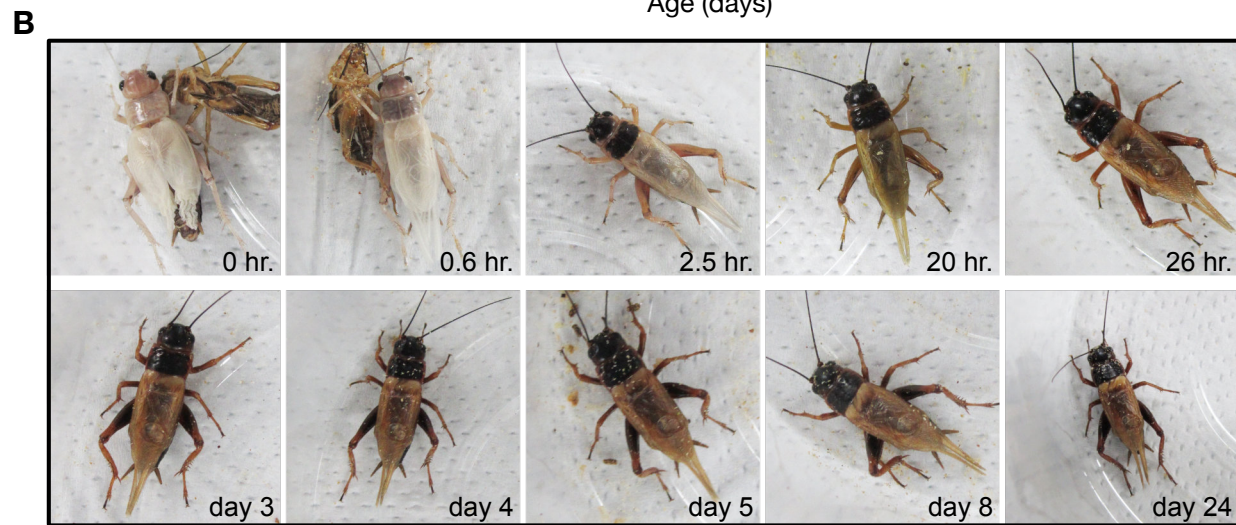 Age (days)
B
0 hr.
0.6 hr.
2.5 hr.
20 hr.
26 hr.
day 3
day 4
day 5
day 8
day 24